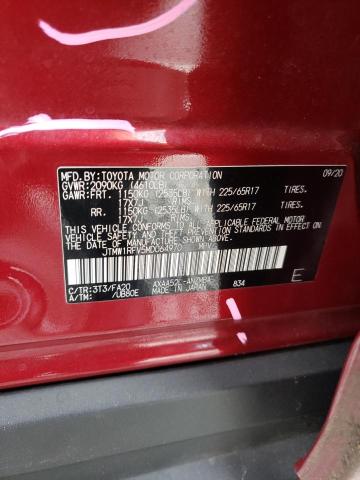 MFD.BY:TOYOTA MOTOR CORPORATION 09/20
GVWR:2090KG (4610LB)
GAWR:FRT. 1150KG (2535LB) WITH 225/65R17 TIRES.
17X7J RIMS.
RR. 1150KG (2535LB) WITH 225/65R17 TIRES.
17X7J RIMS.
THIS VEHICLE CONFORMS TO ALL APPLICABLE FEDERAL MOTOR
VEHICLE SAFETY STANDARDS IN EFFECT ON THE DATE OF
MANUFACTURE SHOWN ABOVE.
MPV
C/TR:3T3/FA20 834 E
A/TM: /UB80E MADE IN JAPAN